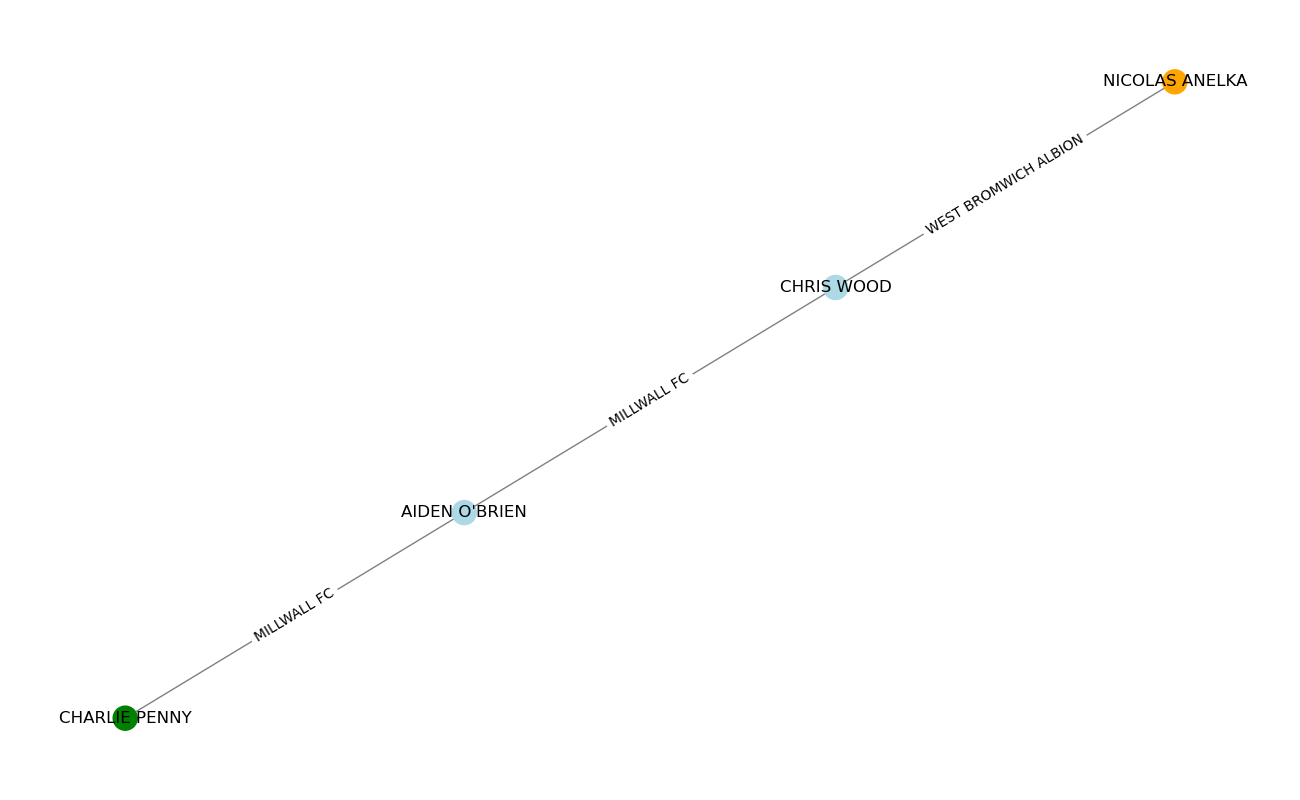 NICOLAS ANELKA
WEST BROMWICH ALBION
CHRIS WOOD
MILLWALL FC
AIDEN O'BRIEN
MILLWALL FC
CHARLIE PENNY